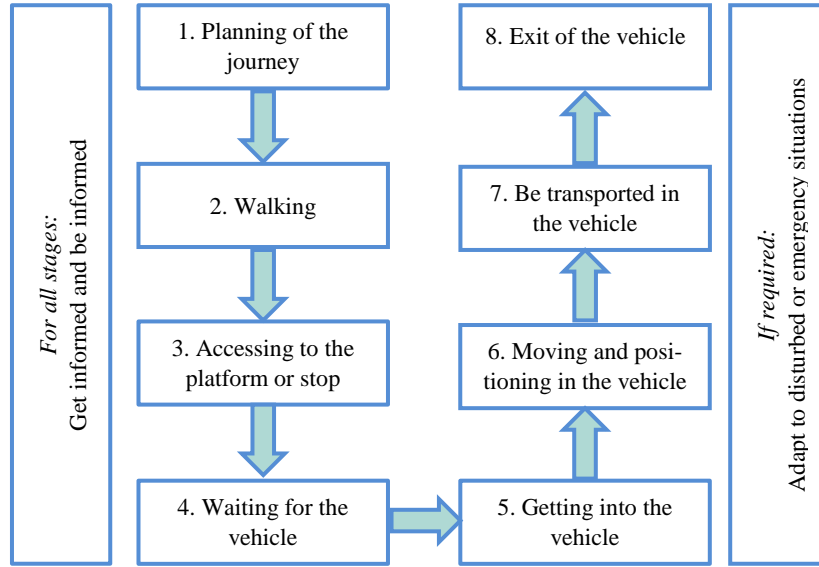 For all stages:
Get informed and be informed
1. Planning of the
journey
2. Walking
3. Accessing to the
platform or stop
4. Waiting for the
vehicle
5. Getting into the
vehicle
6. Moving and posi-
tioning in the vehicle
7. Be transported in
the vehicle
8. Exit of the vehicle
If required:
Adapt to disturbed or emergency situations